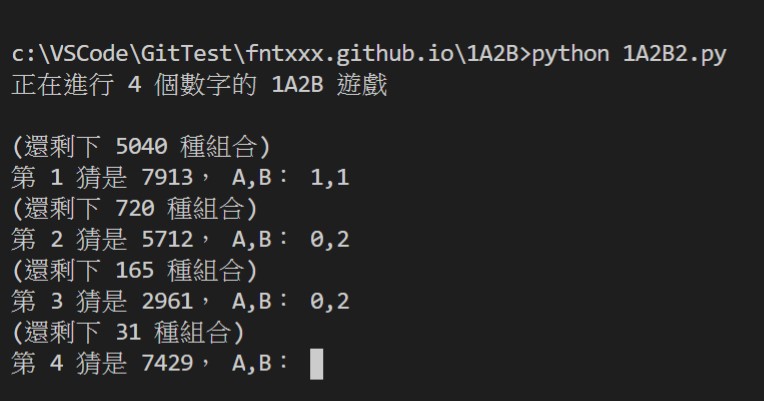 c:\VSCode\GitTest\fntxxx.github.io\1A2B>python 1A2B2.py
正在進行 4 個數字的 1A2B 遊戲
(還剩下 5040 種組合)
第 1 猜是 7913， A,B： 1,1
(還剩下 720 種組合)
第 2 猜是 5712， A,B： 0,2
(還剩下 165 種組合)
第 3 猜是 2961， A,B： 0,2
(還剩下 31 種組合)
第 4 猜是 7429， A,B：